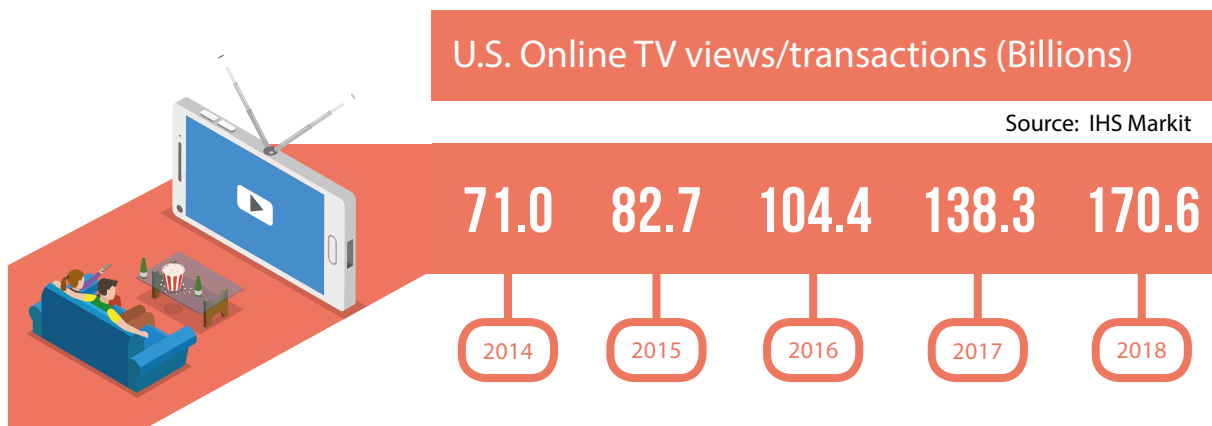 U.S. Online TV views/transactions (Billions)
Source: IHS Markit
71.0 82.7 104.4 138.3 170.6
2014 2015 2016 2017 2018